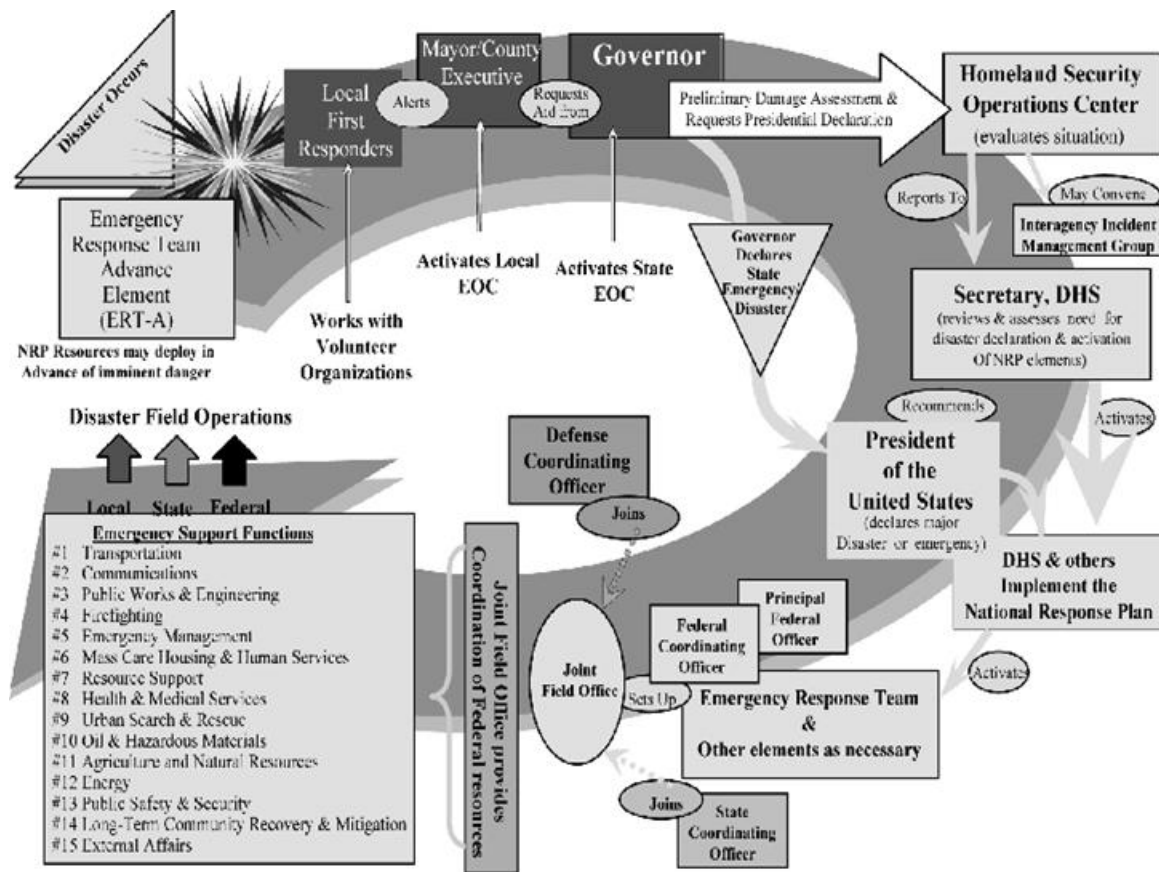 Disaster Occurs
Local
First
Responders
Alerts
Mayor/County
Executive
Requests
Aid from
Governor
Preliminary Damage Assessment &
Requests Presidential Declaration
Homeland Security
Operations Center
(evaluates situation)
Reports To
May Convene
Interagency Incident
Management Group
Emergency
Response Team
Advance
Element
(ERT-A)
NRP Resources may deploy in
Advance of imminent danger
Works with
Volunteer
Organizations
Activates Local
EOC
Activates State
EOC
Governor
Declares
State
Emergency/
Disaster
Secretary, DHS
(reviews & assesses need for
disaster declaration & activation
Of NRP elements)
Recommends
Activates
President
of the
United States
(declares major
Disaster or emergency)
DHS & others
Implement the
National Response Plan
Activates
Disaster Field Operations
Local State Federal
Emergency Support Functions
#1 Transportation
#2 Communications
#3 Public Works & Engineering
#4 Firefighting
#5 Emergency Management
#6 Mass Care Housing & Human Services
#7 Resource Support
#8 Health & Medical Services
#9 Urban Search & Rescue
#10 Oil & Hazardous Materials
#11 Agriculture and Natural Resources
#12 Energy
#13 Public Safety & Security
#14 Long-Term Community Recovery & Mitigation
#15 External Affairs
Joint Field Office provides
Coordination of Federal resources
Defense
Coordinating
Officer
Joins
Joint
Field Office
Sets Up
Federal
Coordinating
Officer
Principal
Federal
Officer
Emergency Response Team
&
Other elements as necessary
Joins
State
Coordinating
Officer